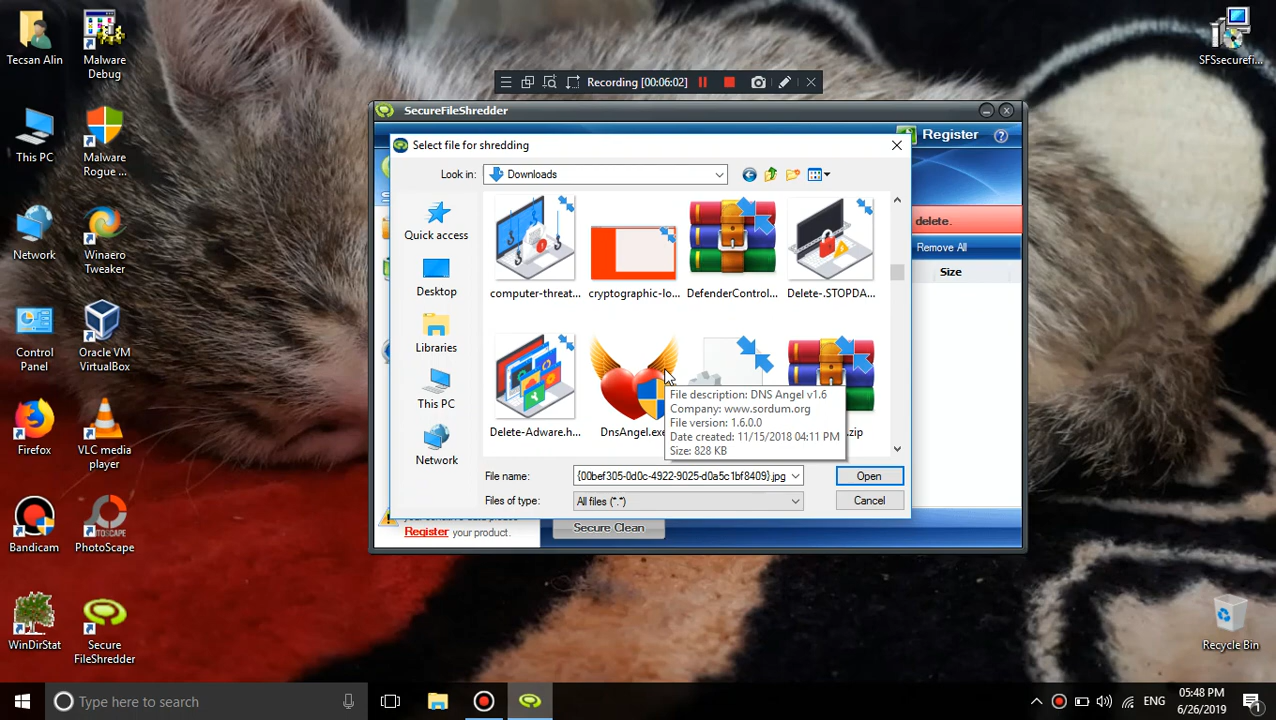 Tecsan Alin
Malware
Debug
SFSsecurefi...
Recording [00:06:02]
SecureFileShredder
Register
Select file for shredding
This PC
Malware
Rogue ...
Look in:
Downloads
delete.
Remove All
Size
Quick access
Network
Winaero
Tweaker
Desktop
computer-threat...
cryptographic-lo...
DefenderControl...
Delete-.STOPDA...
Libraries
Control
Panel
Oracle VM
VirtualBox
This PC
File description: DNS Angel v1.6
Company: www.sordum.org
File version: 1.6.0.0
Date created: 11/15/2018 04:11 PM
Size: 828 KB
Delete-Adware.h...
DnsAngel.exe
.zip
Firefox
VLC media
player
Network
File name:
{00bef305-0d0c-4922-9025-d0a5c1bf8409}.jpg
Open
Files of type:
All files (*.*)
Cancel
Register your product.
Secure Clean
Bandicam
PhotoScape
WinDirStat
Secure
FileShredder
Recycle Bin
Type here to search
ENG
05:48 PM
6/26/2019
1